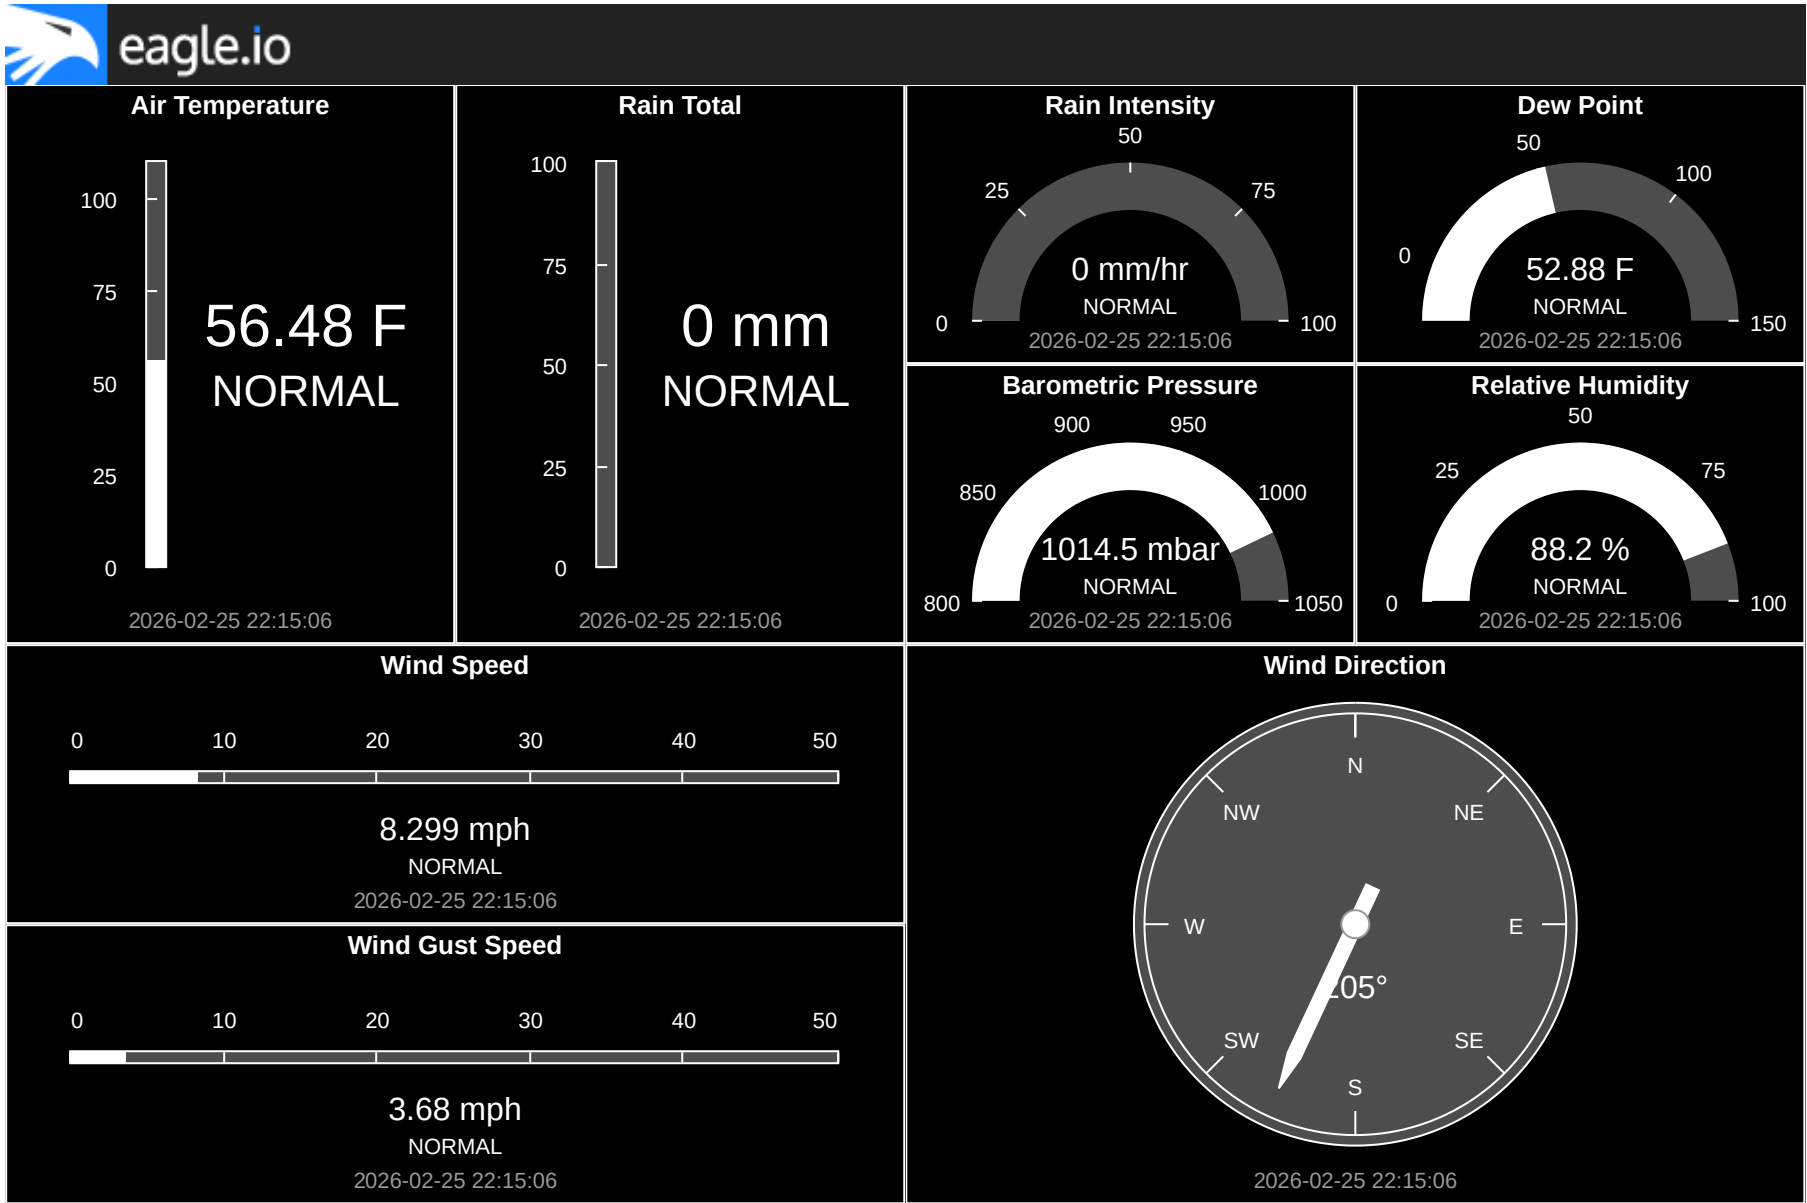 eagle.io
Air Temperature
100
75
50
25
0
56.48 F
NORMAL
2026-02-25 22:15:06
Rain Total
100
75
50
25
0
0 mm
NORMAL
2026-02-25 22:15:06
Rain Intensity
0
25
50
75
100
0 mm/hr
NORMAL
2026-02-25 22:15:06
Dew Point
0
50
100
150
52.88 F
NORMAL
2026-02-25 22:15:06
Barometric Pressure
800
850
900
950
1000
1050
1014.5 mbar
NORMAL
2026-02-25 22:15:06
Relative Humidity
0
25
50
75
100
88.2 %
NORMAL
2026-02-25 22:15:06
Wind Speed
0 10 20 30 40 50
8.299 mph
NORMAL
2026-02-25 22:15:06
Wind Gust Speed
0 10 20 30 40 50
3.68 mph
NORMAL
2026-02-25 22:15:06
Wind Direction
N
NW NE
W E
205°
SW SE
S
2026-02-25 22:15:06